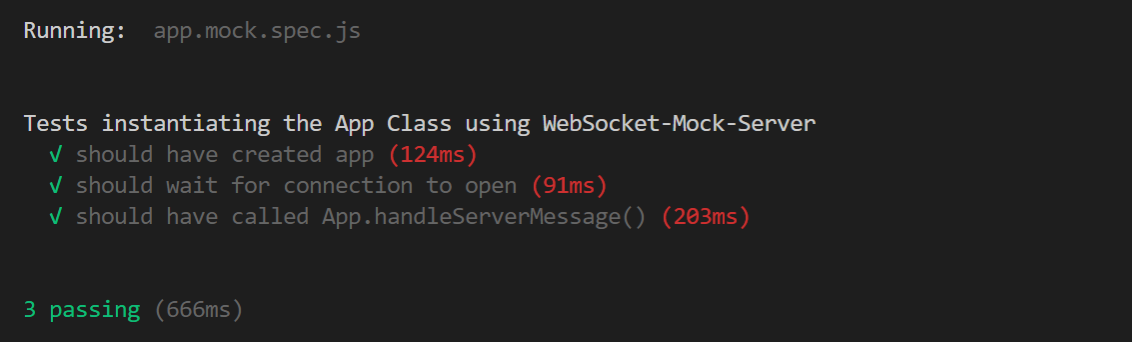 Running:  app.mock.spec.js
Tests instantiating the App Class using WebSocket-Mock-Server
√ should have created app (124ms)
√ should wait for connection to open (91ms)
√ should have called App.handleServerMessage() (203ms)
3 passing (666ms)